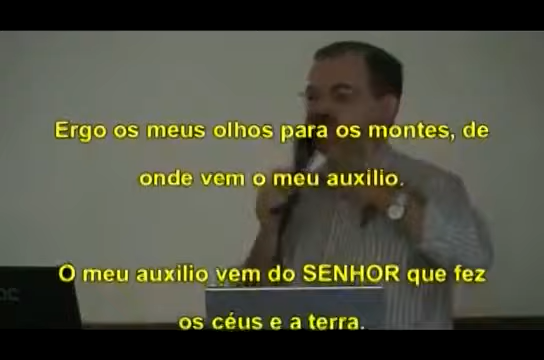 Ergo os meus olhos para os montes, de
onde vem o meu auxilio.
O meu auxilio vem do SENHOR que fez
os céus e a terra.